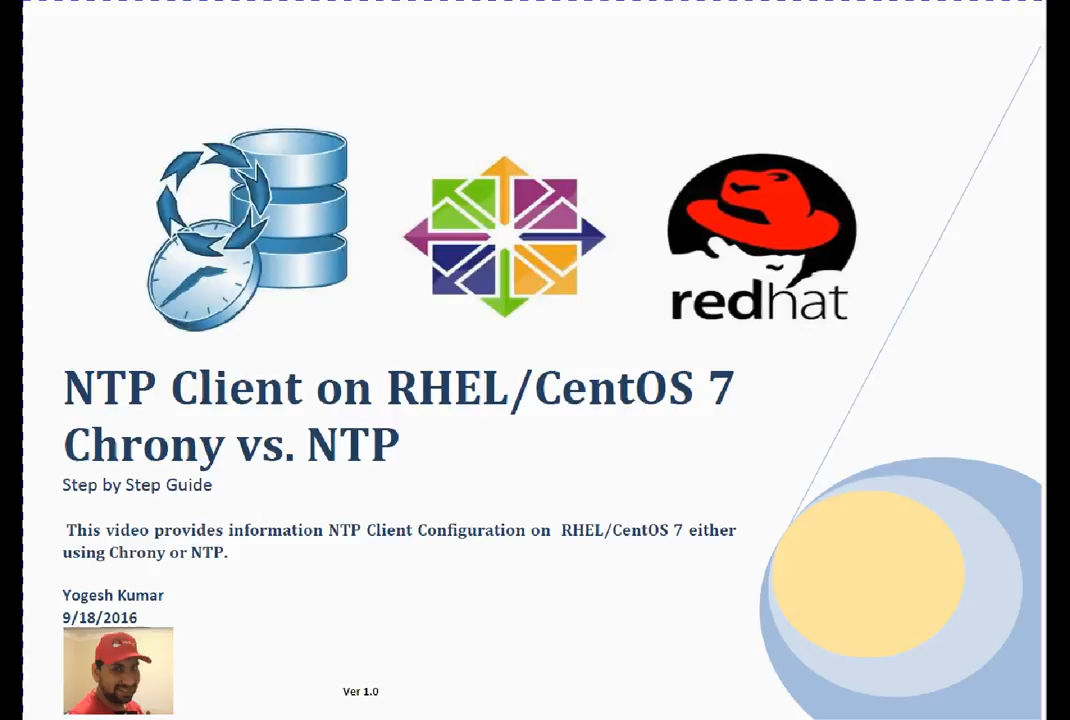 redhat
NTP Client on RHEL/CentOS 7
Chrony vs. NTP
Step by Step Guide
This video provides information NTP Client Configuration on RHEL/CentOS 7 either
using Chrony or NTP.
Yogesh Kumar
9/18/2016
Ver 1.0